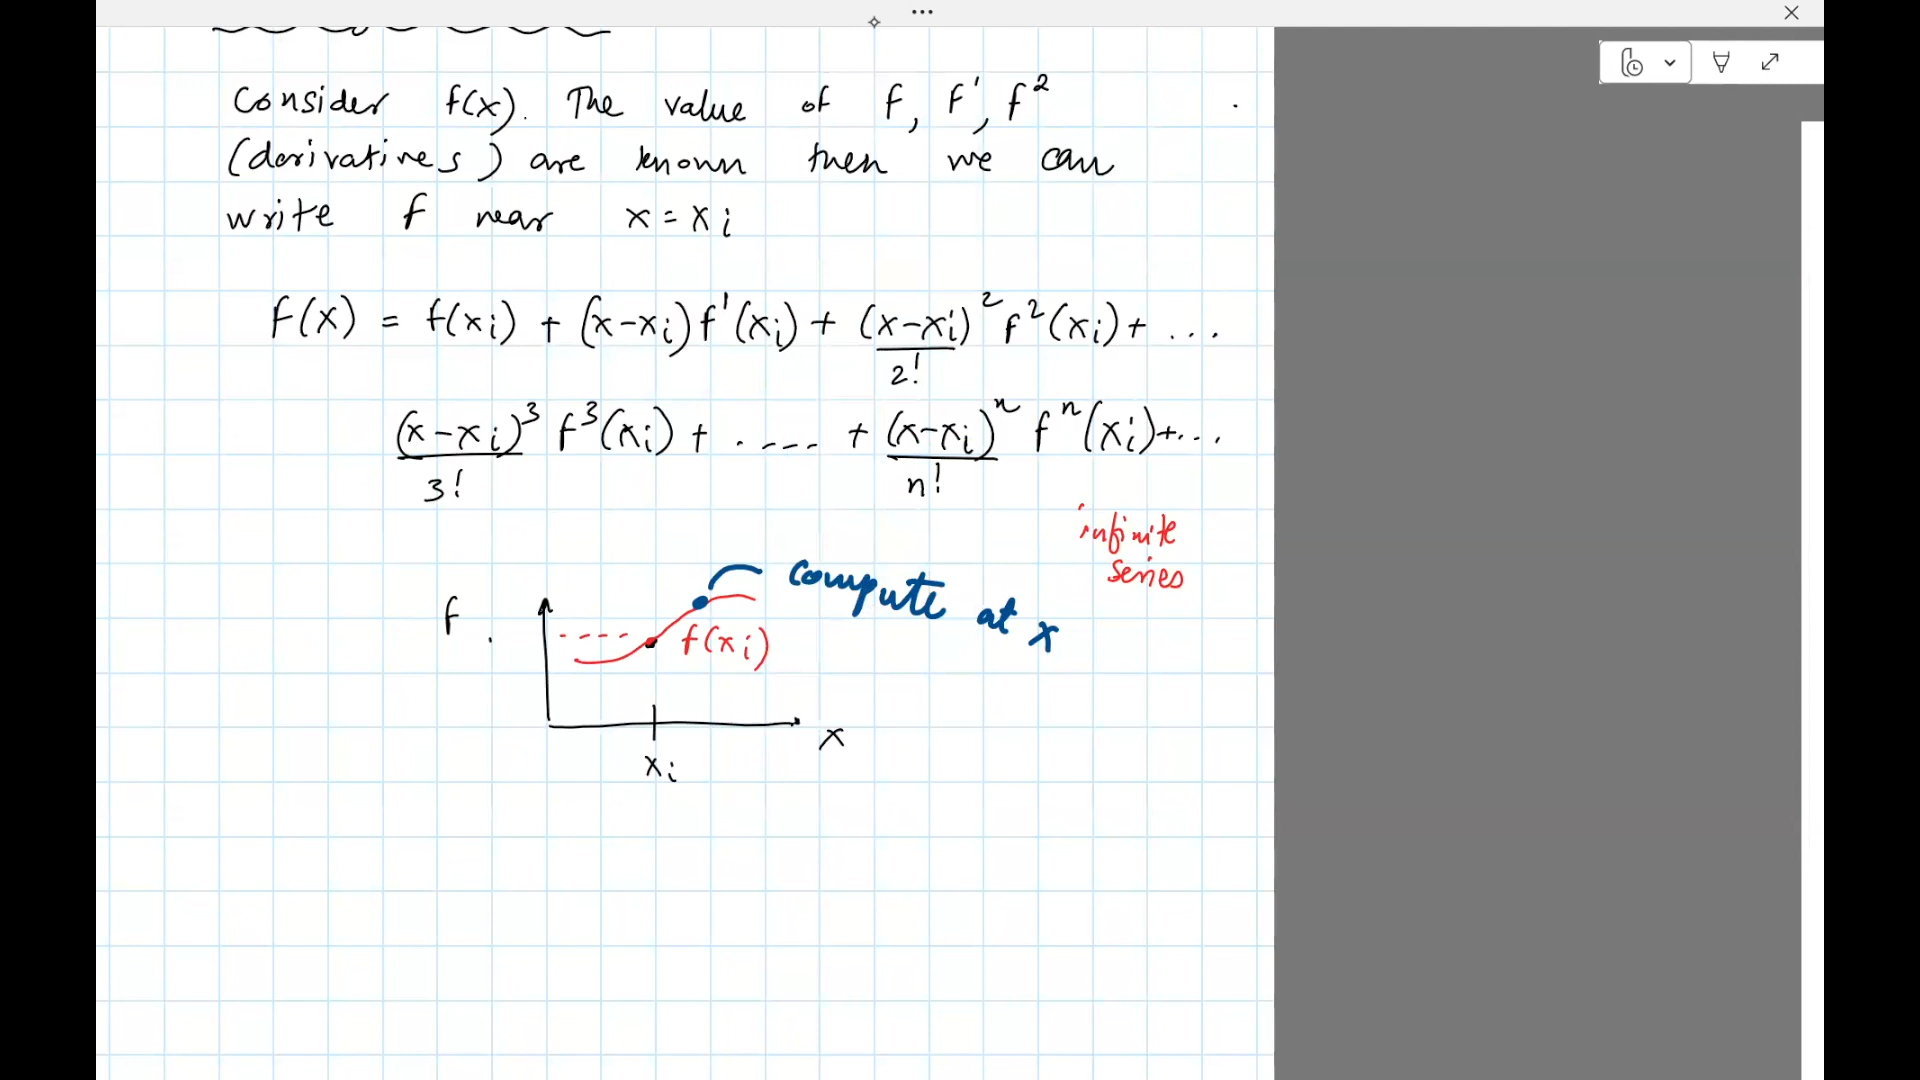 Consider f(x). The value of f, f', f²
(derivatives) are known then we can
write f near x = xᵢ
f(x) = f(xᵢ) + (x-xᵢ) f'(xᵢ) + (x-xᵢ)²/2! f²(xᵢ) + ...
(x-xᵢ)³/3! f³(xᵢ) + ..... + (x-xᵢ)ⁿ/n! fⁿ(xᵢ) + ...
infinite
series
compute at x
f
f(xᵢ)
x
xᵢ